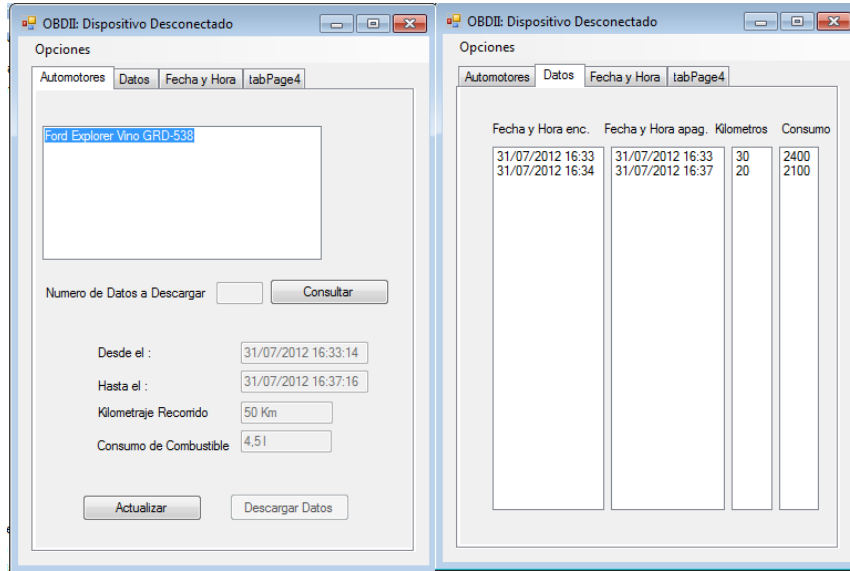 OBDII: Dispositivo Desconectado
Opciones
Automotores Datos Fecha y Hora tabPage4
Ford Explorer Vino GRD-538
Numero de Datos a Descargar Consultar
Desde el : 31/07/2012 16:33:14
Hasta el : 31/07/2012 16:37:16
Kilometraje Recorrido 50 Km
Consumo de Combustible 4,5 l
Actualizar Descargar Datos
OBDII: Dispositivo Desconectado
Opciones
Automotores Datos Fecha y Hora tabPage4
Fecha y Hora enc. Fecha y Hora apag. Kilometros Consumo
31/07/2012 16:33 31/07/2012 16:33 30 2400
31/07/2012 16:34 31/07/2012 16:37 20 2100